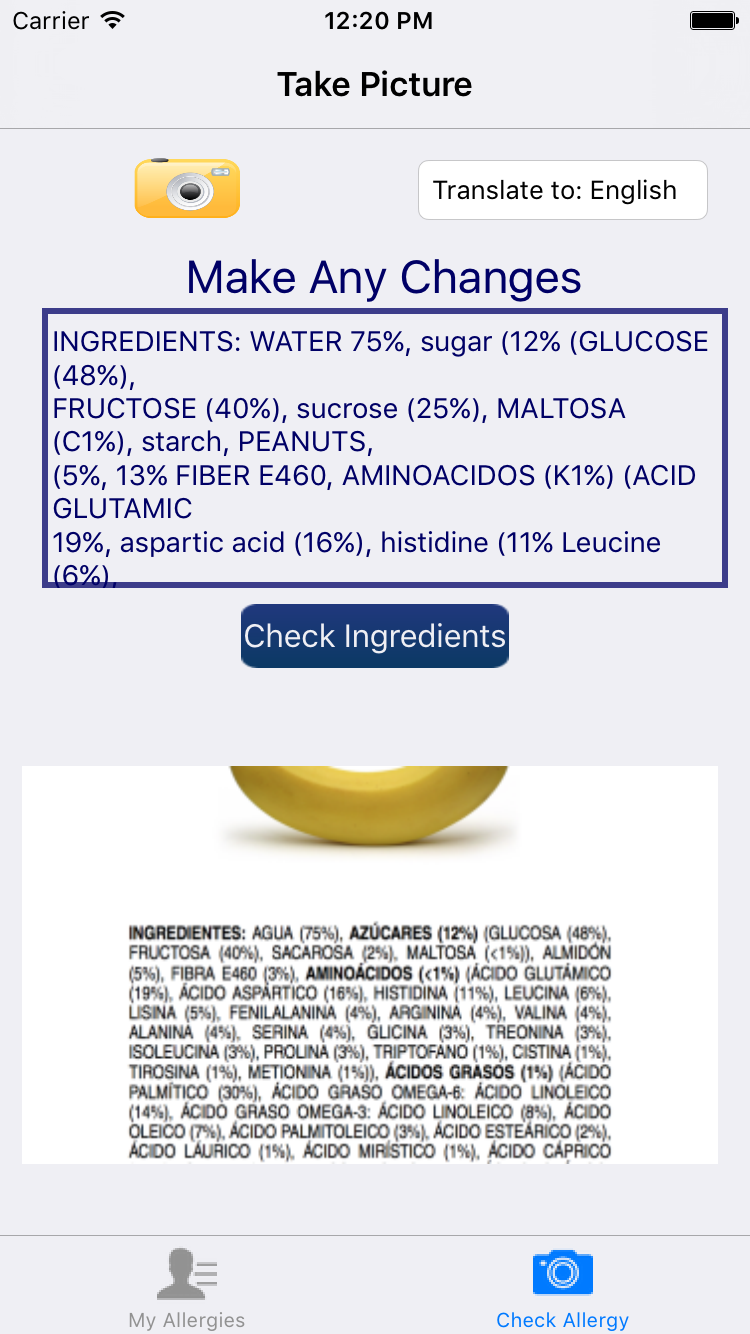 Carrier 12:20 PM
Take Picture
Translate to: English
Make Any Changes
INGREDIENTS: WATER 75%, sugar (12% (GLUCOSE
(48%),
FRUCTOSE (40%), sucrose (25%), MALTOSA
(C1%), starch, PEANUTS,
(5%, 13% FIBER E460, AMINOACIDOS (K1%) (ACID
GLUTAMIC
19%, aspartic acid (16%), histidine (11% Leucine
(6%),
Check Ingredients
INGREDIENTES: AGUA (75%), AZÚCARES (12%) (GLUCOSA (48%),
FRUCTOSA (40%), SACAROSA (2%), MALTOSA (<1%)), ALMIDÓN
(5%), FIBRA E460 (3%), AMINOÁCIDOS (<1%) (ÁCIDO GLUTÁMICO
(19%), ÁCIDO ASPÁRTICO (16%), HISTIDINA (11%), LEUCINA (6%),
LISINA (5%), FENILALANINA (4%), ARGININA (4%), VALINA (4%),
ALANINA (4%), SERINA (4%), GLICINA (3%), TREONINA (3%),
ISOLEUCINA (3%), PROLINA (3%), TRIPTOFANO (1%), CISTINA (1%),
TIROSINA (1%), METIONINA (1%)), ÁCIDOS GRASOS (1%) (ÁCIDO
PALMÍTICO (30%), ÁCIDO GRASO OMEGA-6: ÁCIDO LINOLEICO
(14%), ÁCIDO GRASO OMEGA-3: ÁCIDO LINOLEICO (8%), ÁCIDO
OLEICO (7%), ÁCIDO PALMITOLEICO (3%), ÁCIDO ESTEÁRICO (2%),
ÁCIDO LÁURICO (1%), ÁCIDO MIRÍSTICO (1%), ÁCIDO CÁPRICO
My Allergies
Check Allergy